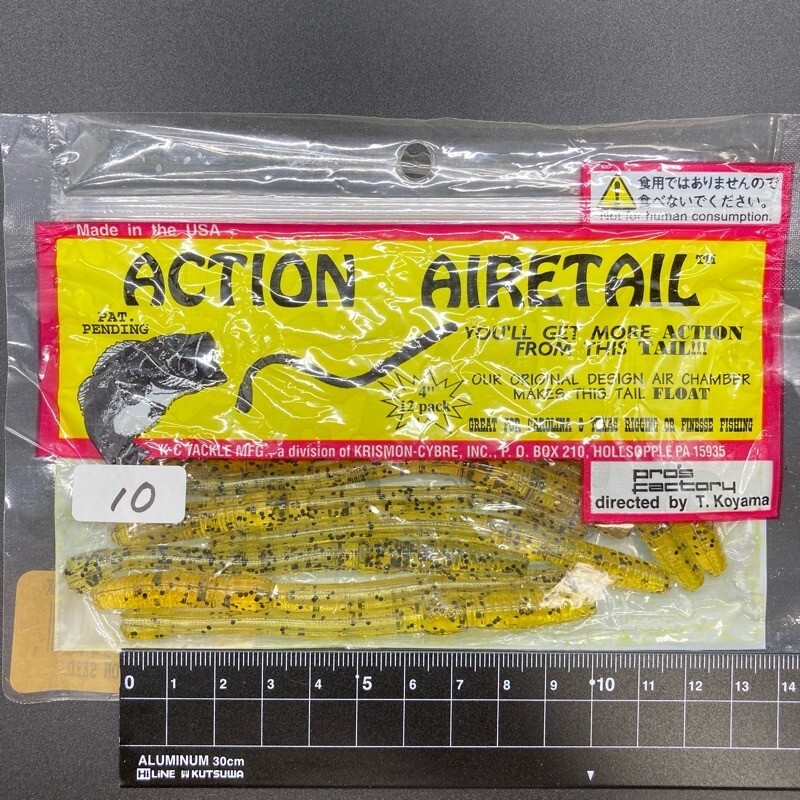 食用ではありませんので
食べないでください。
Not for human consumption.
Made in the USA
ACTION AIRETAIL™
PAT.
PENDING
YOU'LL GET MORE ACTION
FROM THIS TAIL!!!
4"
12 pack
OUR ORIGINAL DESIGN AIR CHAMBER
MAKES THIS TAIL FLOAT
GREAT FOR CAROLINA & TEXAS RIGGING OR FINESSE FISHING
K-C TACKLE MFG., a division of KRISMON-CYBRE, INC., P. O. BOX 210, HOLLSOPPLE PA 15935
pro's
factory
directed by T. Koyama
10
0 1 2 3 4 5 6 7 8 9 10 11 12 13 14
ALUMINUM 30cm
HiLiNE KUTSUWA